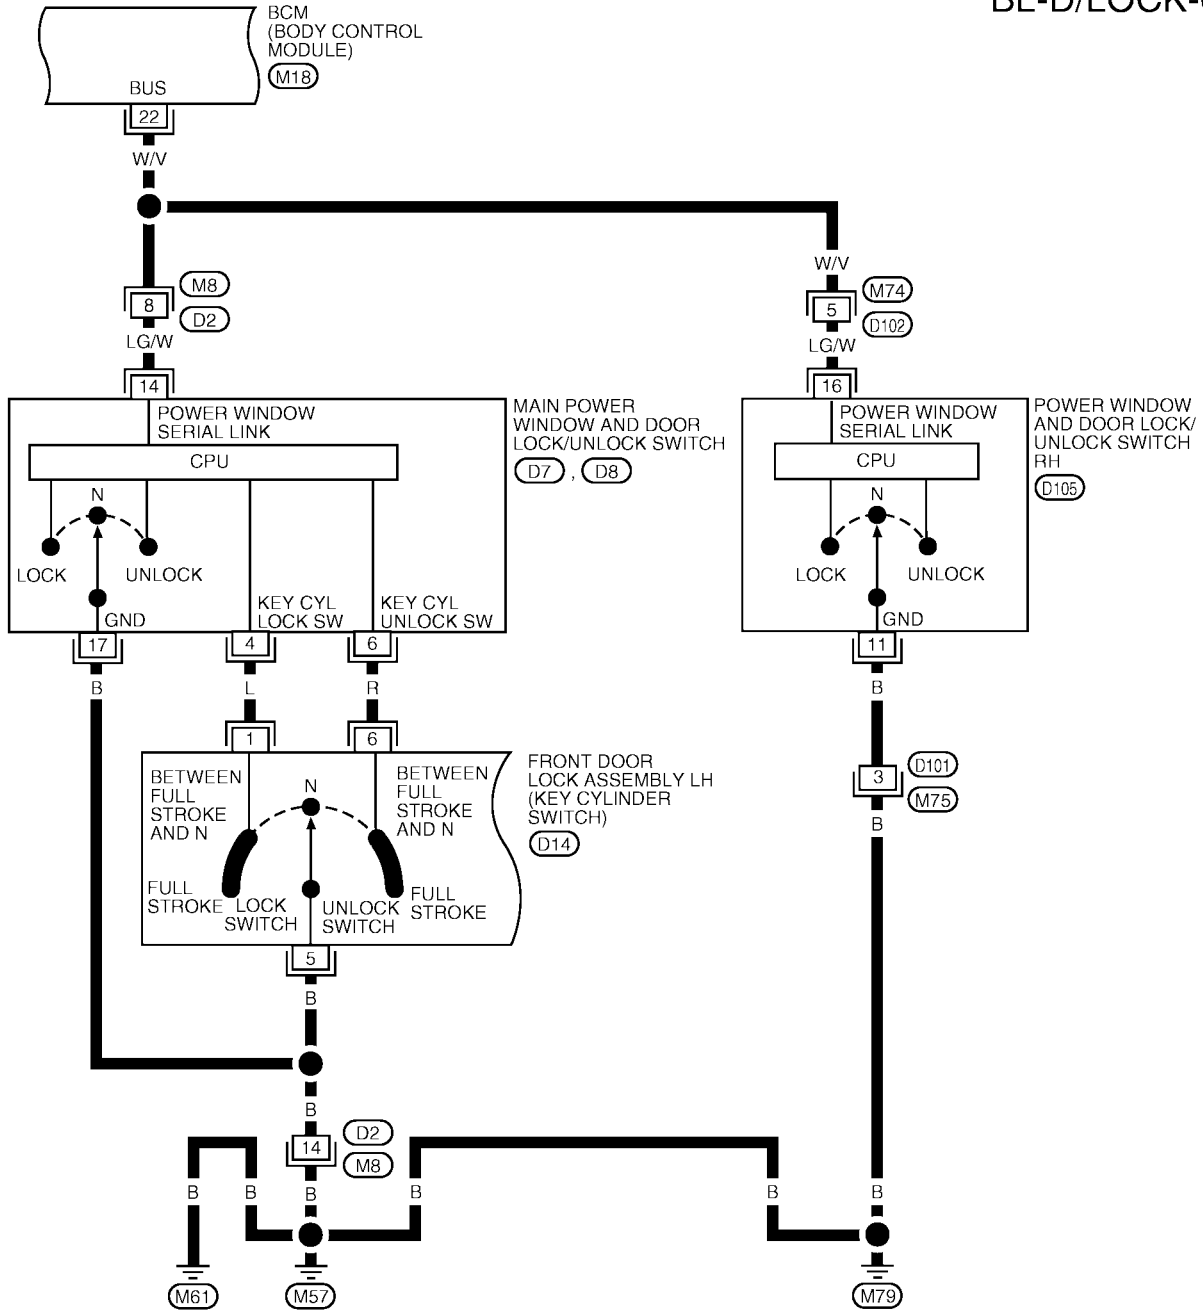 BE-D/LOCK-
BCM
(BODY CONTROL
MODULE)
M18
BUS
22
W/V
W/V
M8
8
D2
LG/W
14
M74
5
D102
LG/W
16
POWER WINDOW
SERIAL LINK
CPU
N
LOCK
UNLOCK
GND
KEY CYL
LOCK SW
KEY CYL
UNLOCK SW
17
4
6
MAIN POWER
WINDOW AND DOOR
LOCK/UNLOCK SWITCH
D7 , D8
POWER WINDOW
SERIAL LINK
CPU
N
LOCK
UNLOCK
GND
11
POWER WINDOW
AND DOOR LOCK/
UNLOCK SWITCH
RH
D105
B
L
R
B
1
6
BETWEEN
FULL
STROKE
AND N
N
BETWEEN
FULL
STROKE
AND N
FULL
STROKE
LOCK
SWITCH
UNLOCK
SWITCH
FULL
STROKE
5
FRONT DOOR
LOCK ASSEMBLY LH
(KEY CYLINDER
SWITCH)
D14
D101
3
M75
B
B
B
D2
14
M8
B
B
B
B
B
B
M61
M57
M79